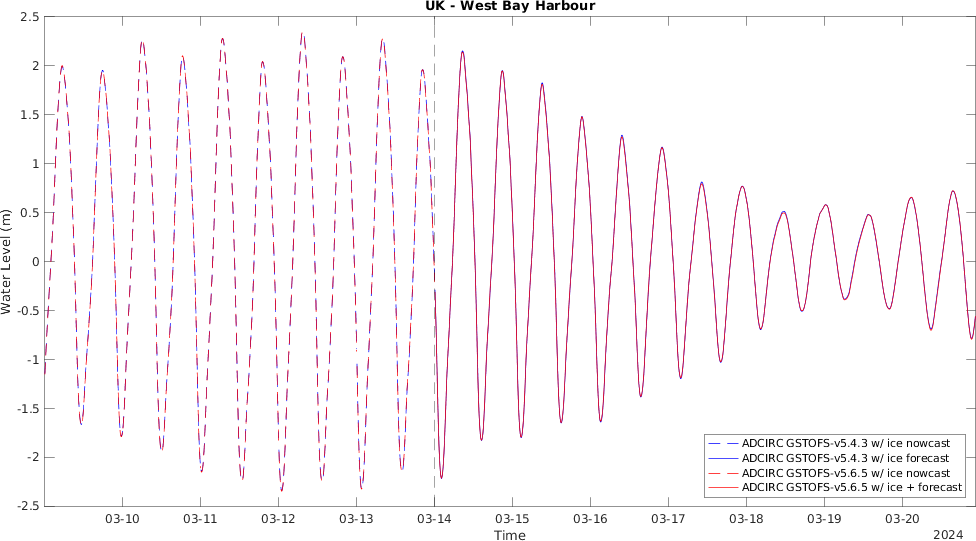 UK - West Bay Harbour
2.5
2
1.5
1
0.5
0
-0.5
-1
-1.5
-2
-2.5
Water Level (m)
03-10 03-11 03-12 03-13 03-14 03-15 03-16 03-17 03-18 03-19 03-20
Time
2024
ADCIRC GSTOFS-v5.4.3 w/ ice nowcast
ADCIRC GSTOFS-v5.4.3 w/ ice forecast
ADCIRC GSTOFS-v5.6.5 w/ ice nowcast
ADCIRC GSTOFS-v5.6.5 w/ ice + forecast